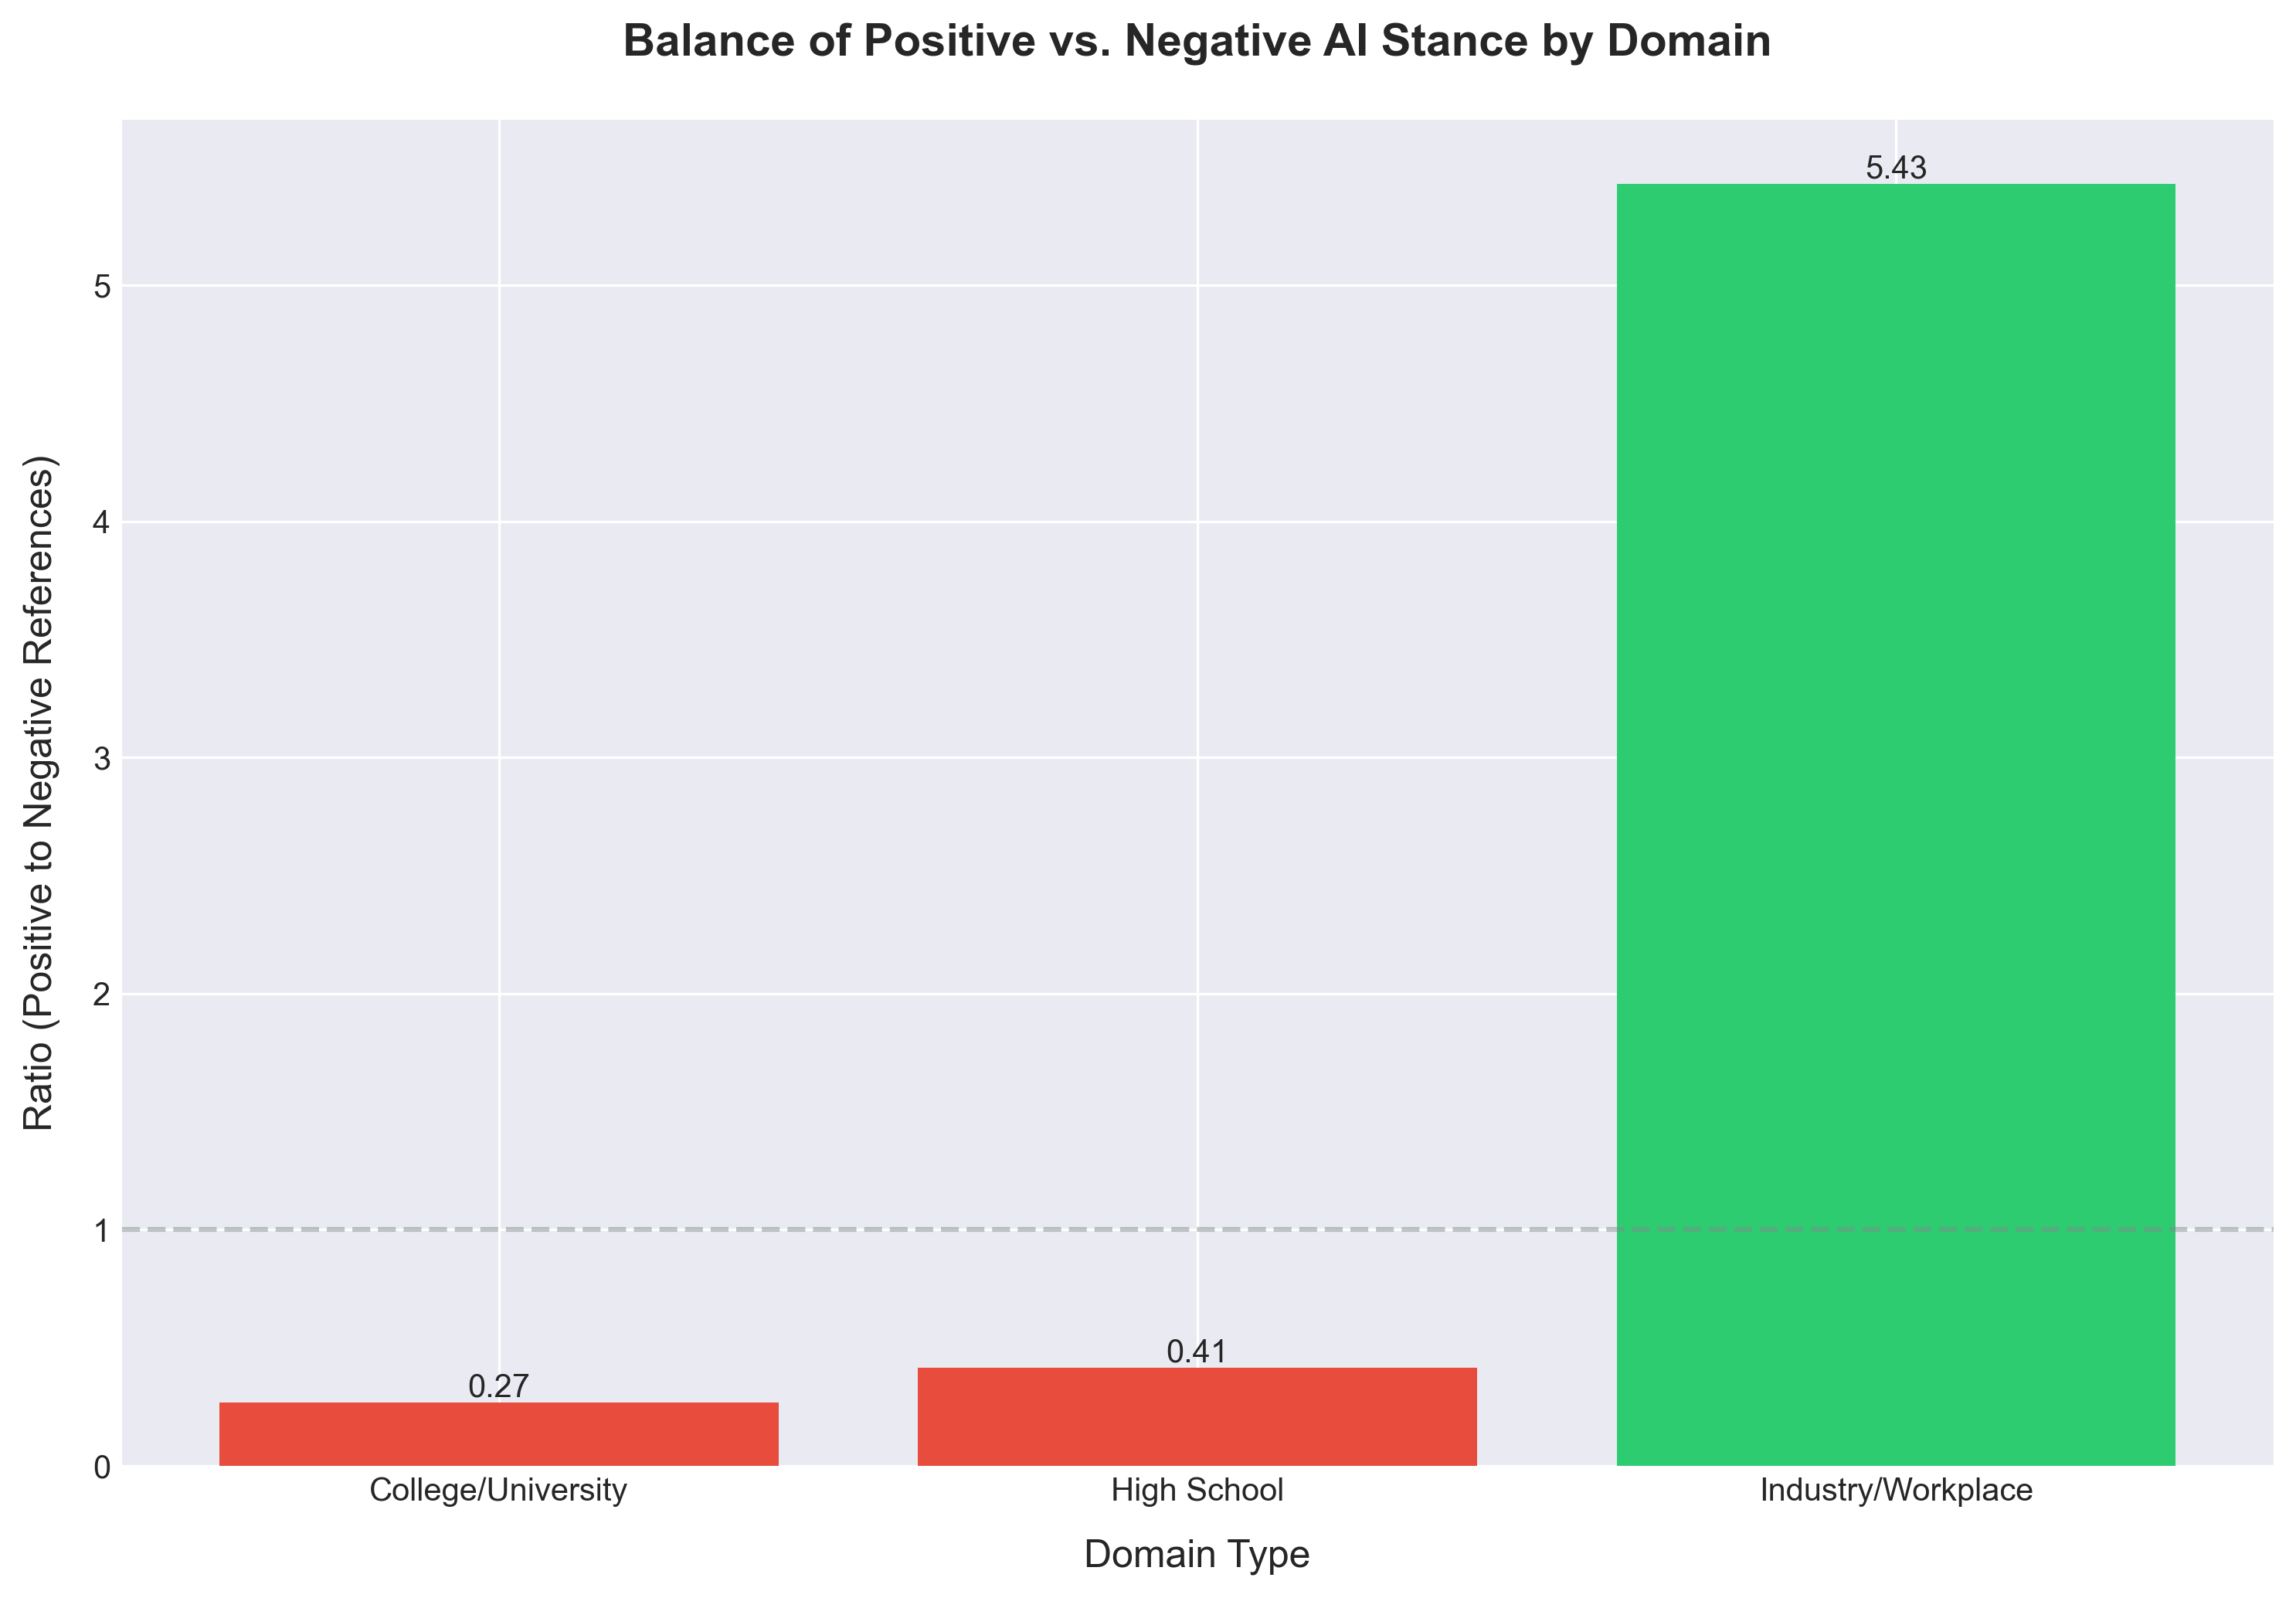 Balance of Positive vs. Negative AI Stance by Domain
Ratio (Positive to Negative References)
5
4
3
2
1
0
0.27
0.41
5.43
College/University
High School
Industry/Workplace
Domain Type